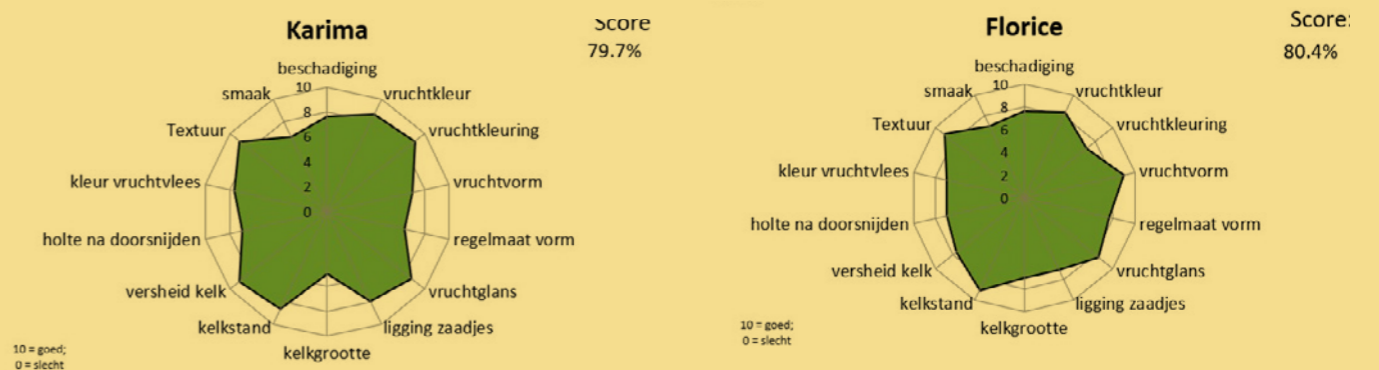 Karima
Score
79.7%
beschadiging
vruchtkleur
vruchtkleuring
vruchtvorm
regelmaat vorm
vruchtglans
ligging zaadjes
kelkgrootte
kelkstand
versheid kelk
holte na doorsnijden
kleur vruchtvlees
Textuur
smaak
10
8
6
4
2
0
10 = goed;
0 = slecht
Florice
Score:
80.4%
beschadiging
vruchtkleur
vruchtkleuring
vruchtvorm
regelmaat vorm
vruchtglans
ligging zaadjes
kelkgrootte
kelkstand
versheid kelk
holte na doorsnijden
kleur vruchtvlees
Textuur
smaak
10
8
6
4
2
0
10 = goed;
0 = slecht